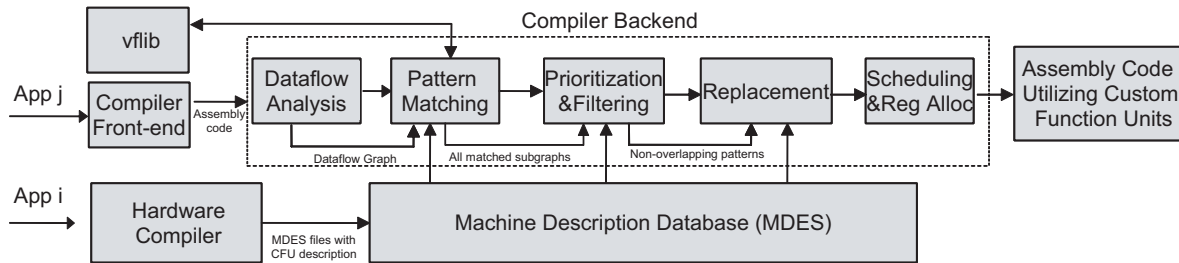 Compiler Backend
vflib
App j
Compiler
Front-end
Assembly
code
Dataflow
Analysis
Pattern
Matching
Prioritization
&Filtering
Replacement
Scheduling
&Reg Alloc
Assembly Code
Utilizing Custom
Function Units
Dataflow Graph
All matched subgraphs
Non-overlapping patterns
App i
Hardware
Compiler
MDES files with
CFU description
Machine Description Database (MDES)